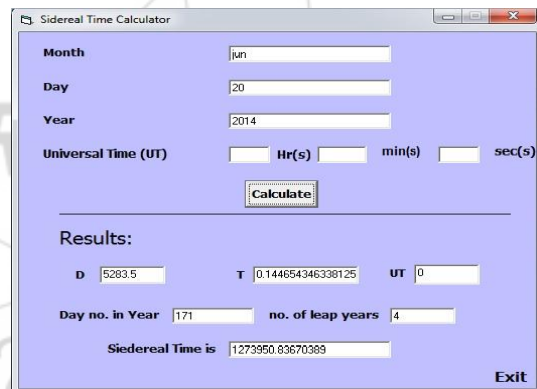 Sidereal Time Calculator
Month jun
Day 20
Year 2014
Universal Time (UT) Hr(s) min(s) sec(s)
Calculate
Results:
D 5283.5 T 0.144654346338125 UT 0
Day no. in Year 171 no. of leap years 4
Siedereal Time is 1273950.83670389
Exit